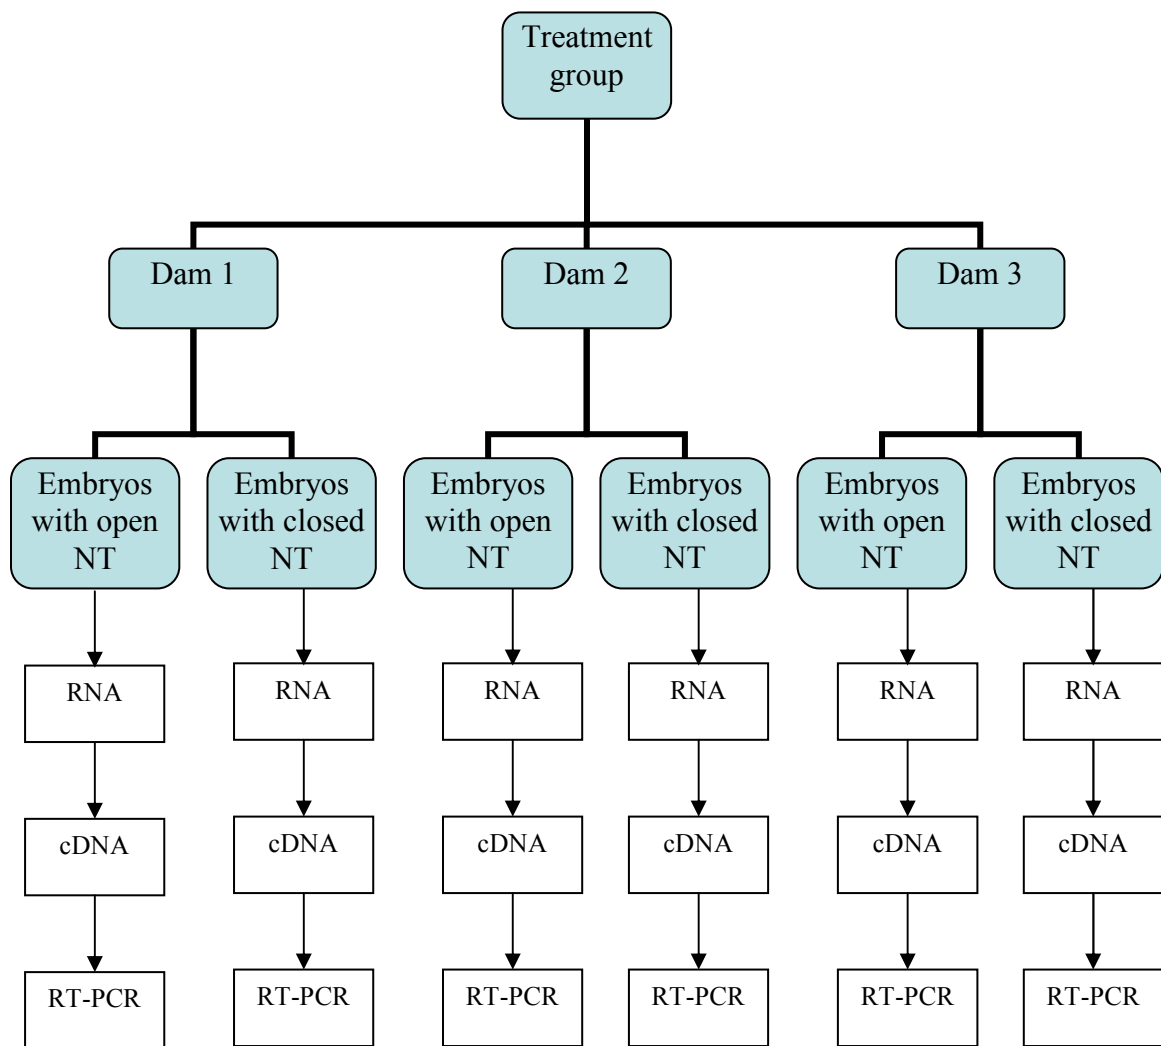 Treatment
group
Dam 1
Dam 2
Dam 3
Embryos
with open
NT
Embryos
with closed
NT
Embryos
with open
NT
Embryos
with closed
NT
Embryos
with open
NT
Embryos
with closed
NT
RNA
RNA
RNA
RNA
RNA
RNA
cDNA
cDNA
cDNA
cDNA
cDNA
cDNA
RT-PCR
RT-PCR
RT-PCR
RT-PCR
RT-PCR
RT-PCR